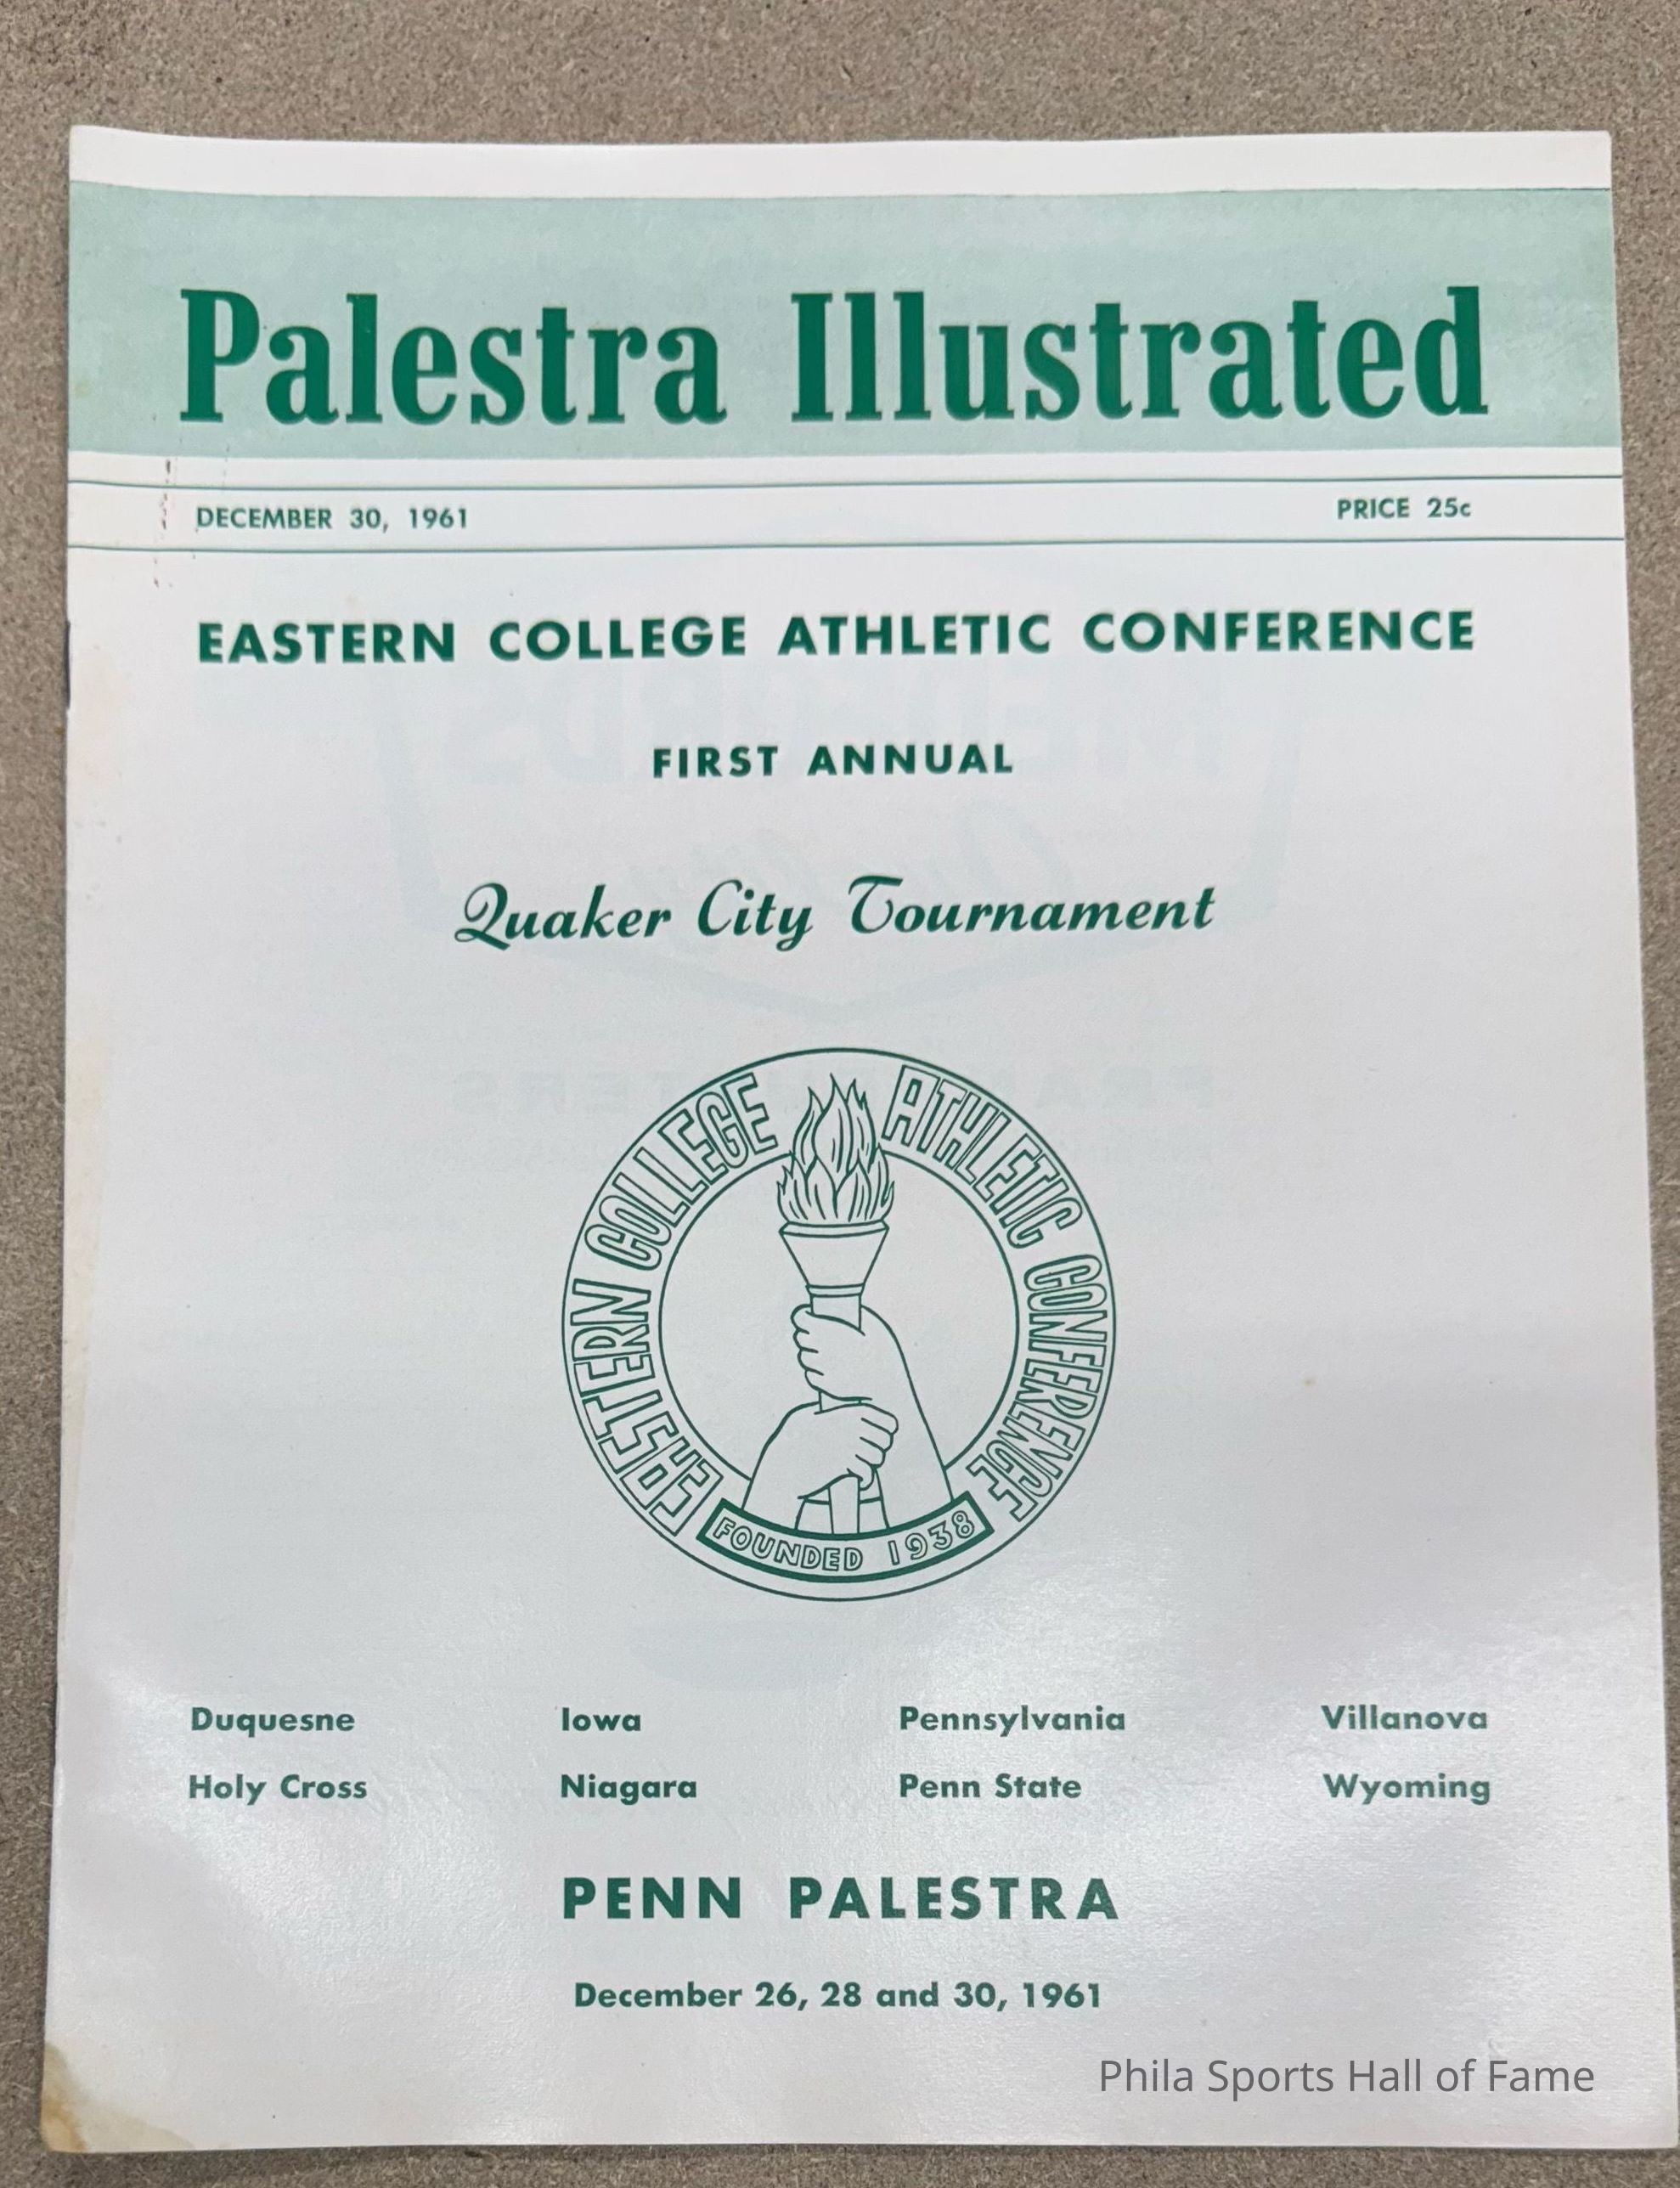 Palestra Illustrated
DECEMBER 30, 1961 PRICE 25c
EASTERN COLLEGE ATHLETIC CONFERENCE
FIRST ANNUAL
Quaker City Tournament
EASTERN COLLEGE ATHLETIC CONFERENCE
FOUNDED 1938
Duquesne Iowa Pennsylvania Villanova
Holy Cross Niagara Penn State Wyoming
PENN PALESTRA
December 26, 28 and 30, 1961
Phila Sports Hall of Fame